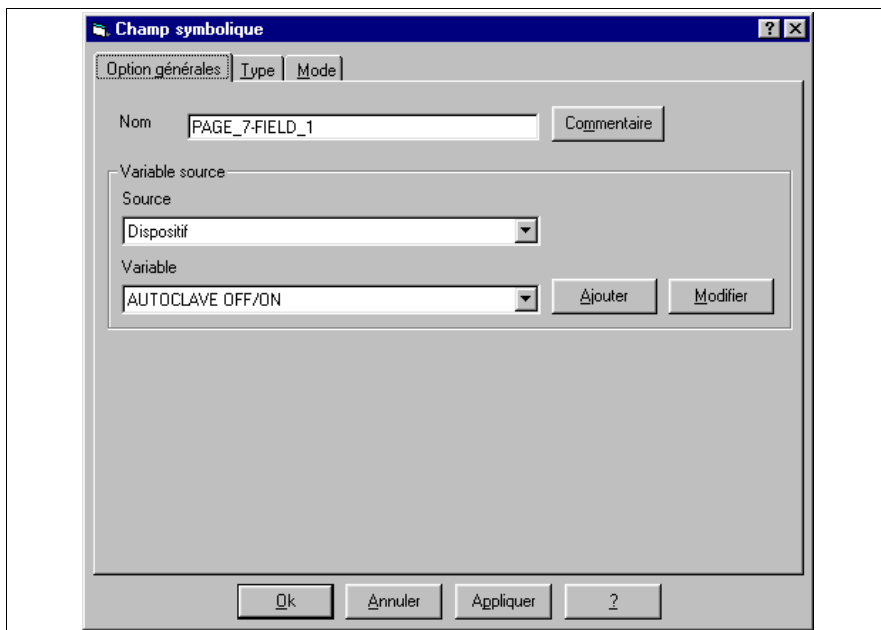 Champ symbolique
Option générales Type Mode
Nom PAGE_7-FIELD_1 Commentaire
Variable source
Source
Dispositif
Variable
AUTOCLAVE OFF/ON Ajouter Modifier
Ok Annuler Appliquer ?